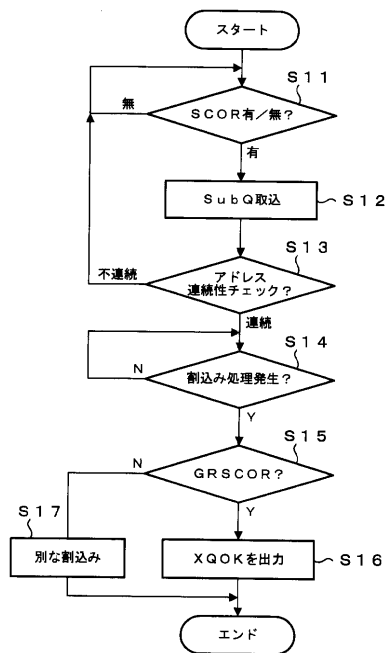 スタート
S11
SCOR有/無?
無
有
SubQ取込
S12
S13
アドレス
連続性チェック?
不連続
連続
S14
割込み処理発生?
N
Y
S15
GRSCOR?
N
Y
S17
別な割込み
XQOKを出力
S16
エンド